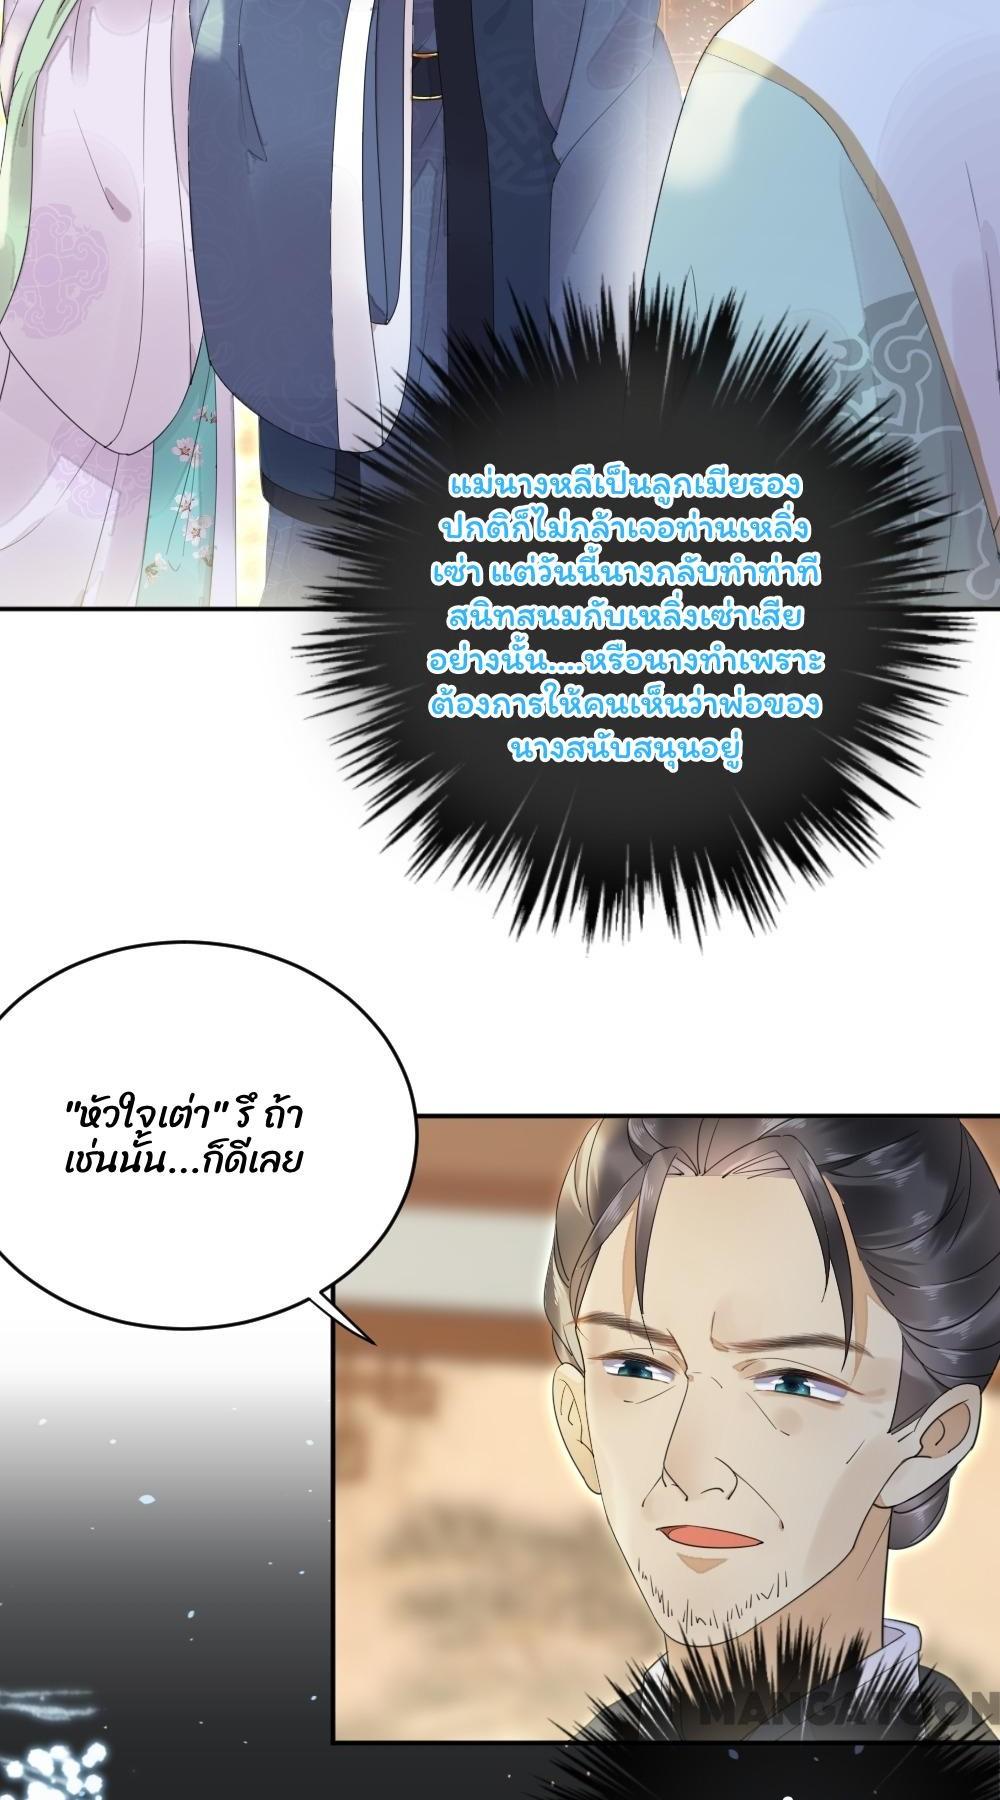 แม่นางหลีเป็นลูกเมียรอง
ปกติก็ไม่กล้าเจอท่านเหลิ่ง
เซ่า แต่วันนี้นางกลับทำท่าที
สนิทสนมกับเหลิ่งเซ่าเสีย
อย่างนั้น....หรือนางทำเพราะ
ต้องการให้คนเห็นว่าพ่อของ
นางสนับสนุนอยู่
"หัวใจเต่า" รึ ถ้า
เช่นนั้น...ก็ดีเลย
MANGATOON